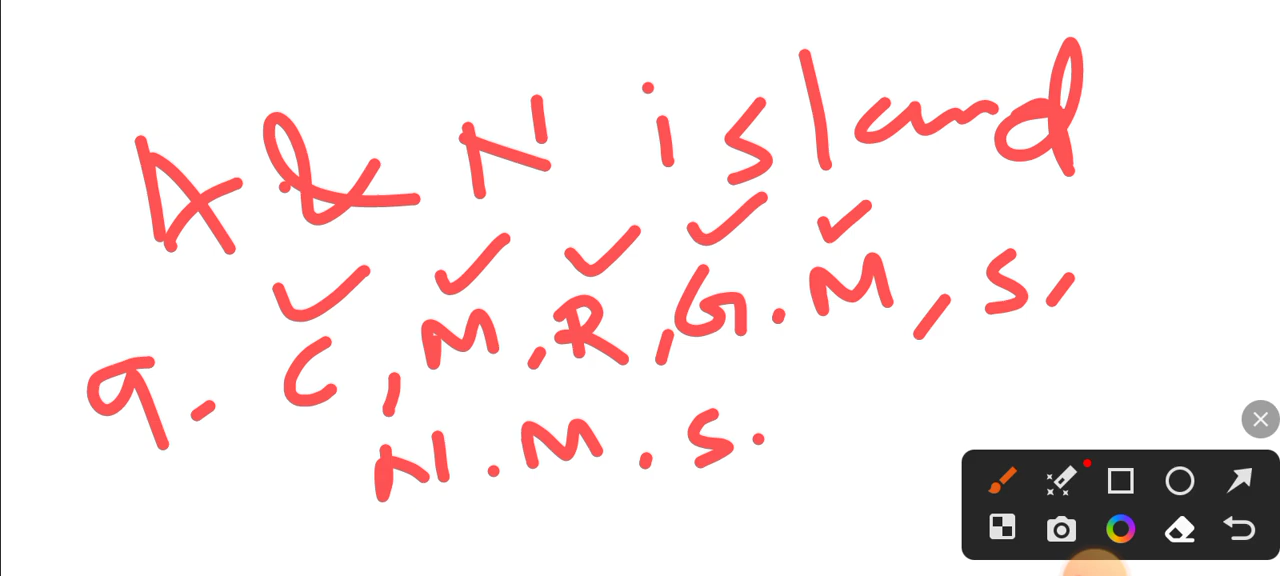 A & N island
9. C, M, R, G. M, S,
N. M. S.